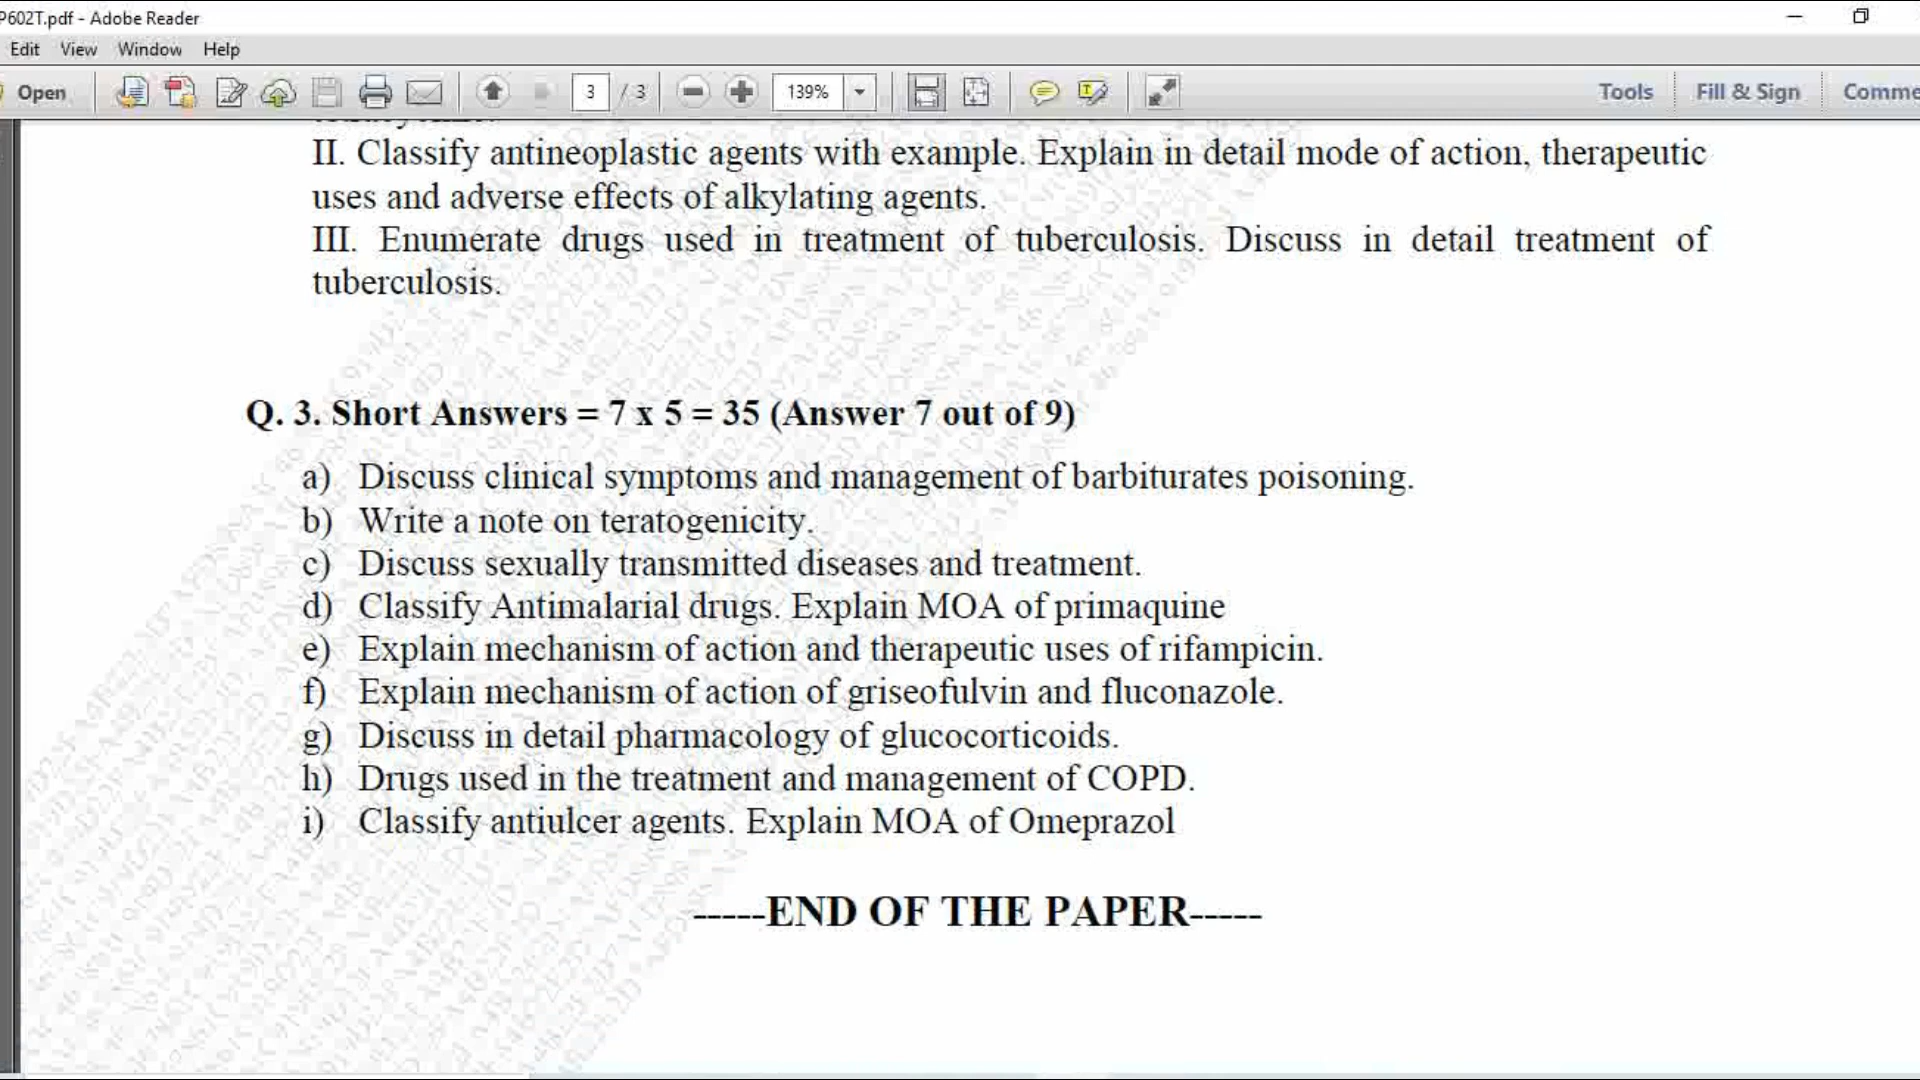 P602T.pdf - Adobe Reader
Edit View Window Help
Open 3 / 3 139% Tools Fill & Sign Comme
II. Classify antineoplastic agents with example. Explain in detail mode of action, therapeutic
uses and adverse effects of alkylating agents.
III. Enumerate drugs used in treatment of tuberculosis. Discuss in detail treatment of
tuberculosis.
Q. 3. Short Answers = 7 x 5 = 35 (Answer 7 out of 9)
a) Discuss clinical symptoms and management of barbiturates poisoning.
b) Write a note on teratogenicity.
c) Discuss sexually transmitted diseases and treatment.
d) Classify Antimalarial drugs. Explain MOA of primaquine
e) Explain mechanism of action and therapeutic uses of rifampicin.
f) Explain mechanism of action of griseofulvin and fluconazole.
g) Discuss in detail pharmacology of glucocorticoids.
h) Drugs used in the treatment and management of COPD.
i) Classify antiulcer agents. Explain MOA of Omeprazol
-----END OF THE PAPER-----